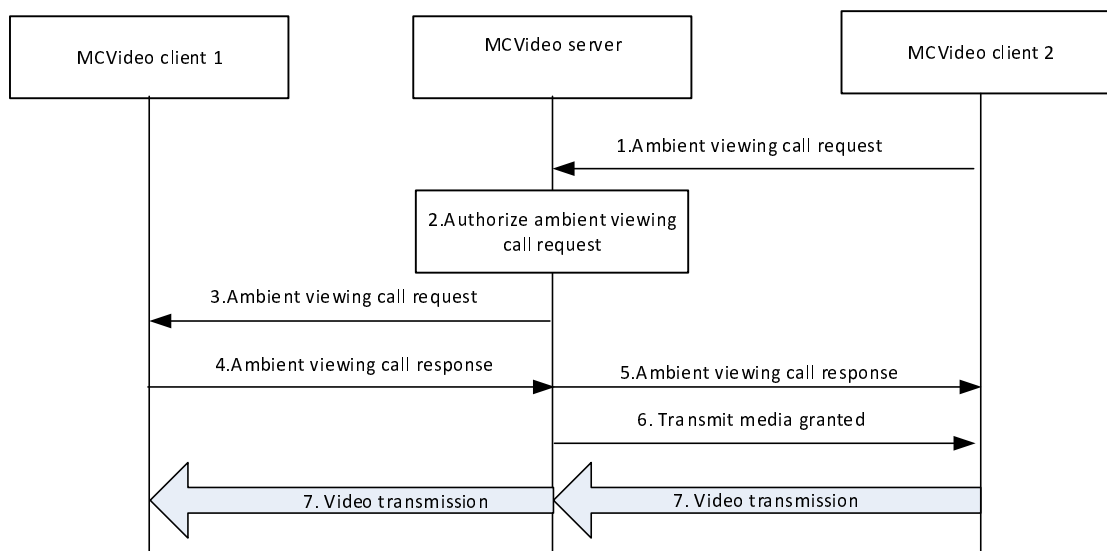 MCVideo client 1
MCVideo server
MCVideo client 2
1.Ambient viewing call request
2.Authorize ambient viewing
call request
3.Ambient viewing call request
4.Ambient viewing call response
5.Ambient viewing call response
6. Transmit media granted
7. Video transmission
7. Video transmission